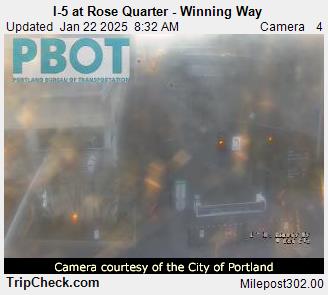 I-5 at Rose Quarter - Winning Way
Updated Jan 22 2025 8:32 AM Camera 4
PBOT
PORTLAND BUREAU OF TRANSPORTATION
Camera courtesy of the City of Portland
TripCheck.com Milepost302.00